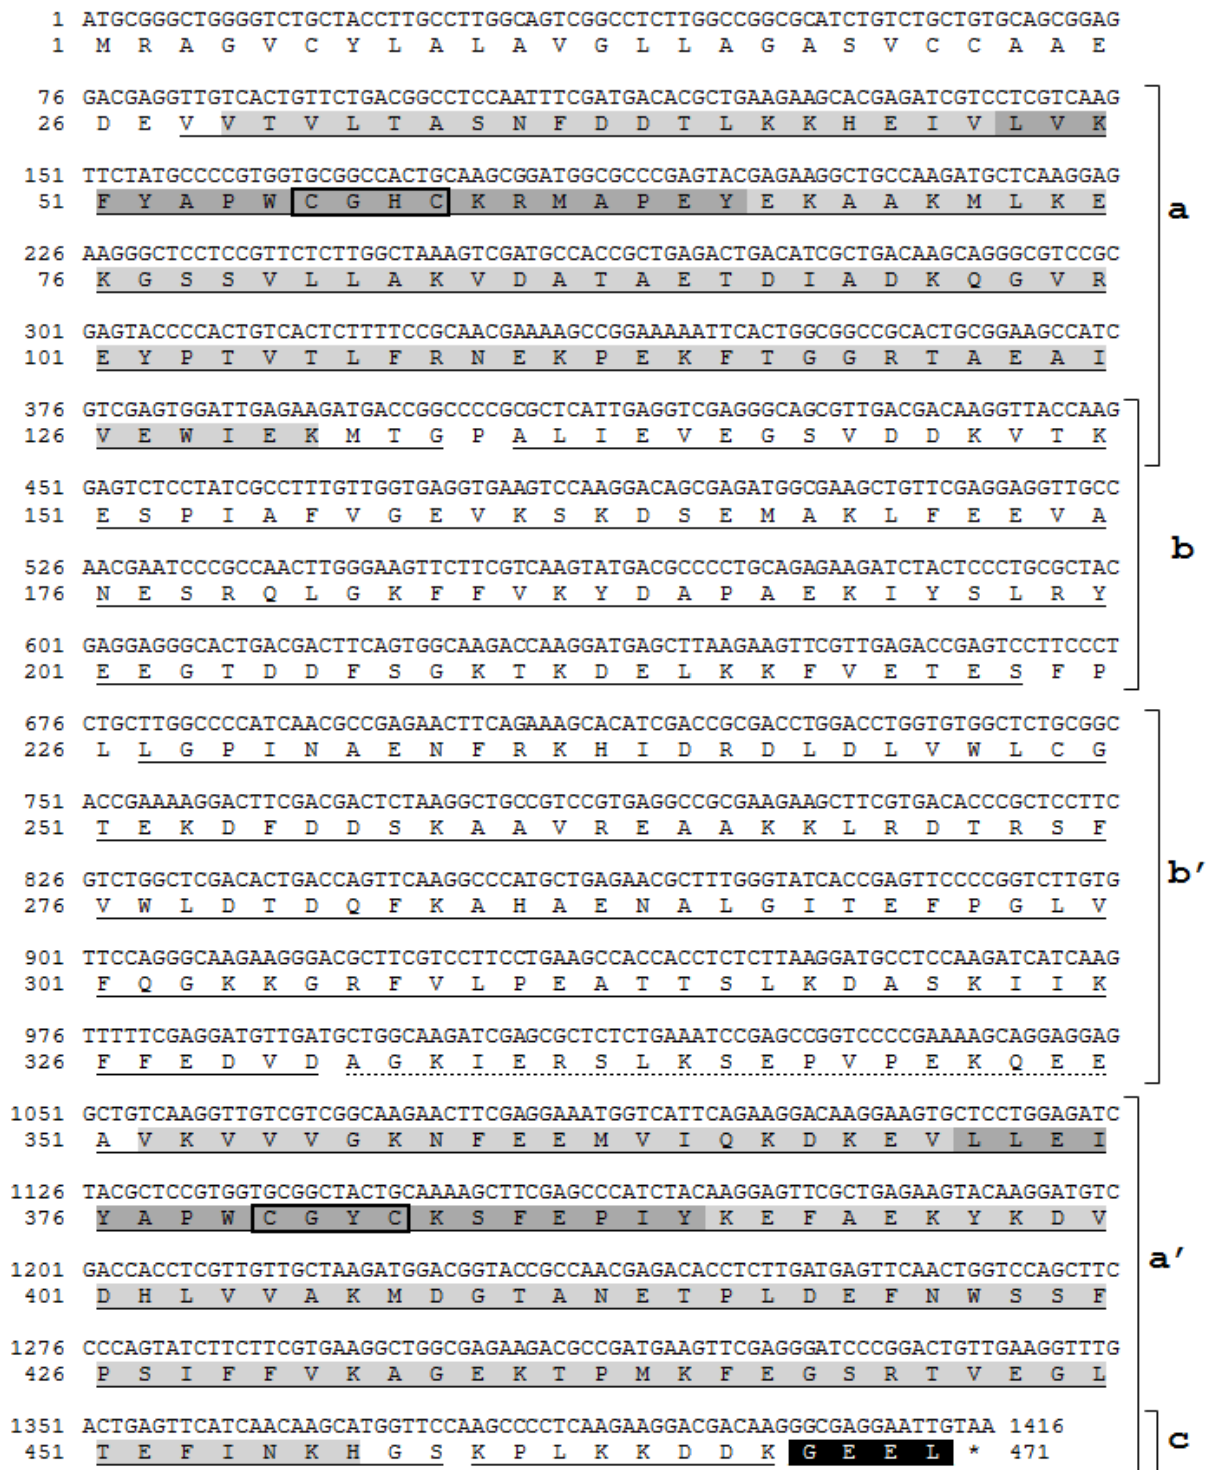 1 ATGCGGGCTGGGGTCTGCTACCTTGCCTTGGCAGTCGGCCTCTTGGCCGGCGCATCTGTCTGCTGTGCAGCGGAG
1 M R A G V C Y L A L A V G L L A G A S V C C A A E
76 GACGAGGTTGTCACTGTTCTGACGGCCTCCAATTTCGATGACACGCTGAAGAAGCACGAGATCGTCCTCGTCAAG
26 D E V V T V L T A S N F D D T L K K H E I V L V K
a
151 TTCTATGCCCCGTGGTGCGGCCACTGCAAGCGGATGGCGCCCGAGTACGAGAAGGCTGCCAAGATGCTCAAGGAG
51 F Y A P W C G H C K R M A P E Y E K A A K M L K E
226 AAGGGCTCCTCCGTTCTCTTGGCTAAAGTCGATGCCACCGCTGAGACTGACATCGCTGACAAGCAGGGCGTCCGC
76 K G S S V L L A K V D A T A E T D I A D K Q G V R
301 GAGTACCCCACTGTCACTCTTTTCCGCAACGAAAAGCCGGAAAAATTCACTGGCGGCCGCACTGCGGAAGCCATC
101 E Y P T V T L F R N E K P E K F T G G R T A E A I
376 GTCGAGTGGATTGAGAAGATGACCGGCCCCGCGCTCATTGAGGTCGAGGGCAGCGTTGACGACAAGGTTACCAAG
126 V E W I E K M T G P A L I E V E G S V D D K V T K
451 GAGTCTCCTATCGCCTTTGTTGGTGAGGTGAAGTCCAAGGACAGCGAGATGGCGAAGCTGTTCGAGGAGGTTGCC
151 E S P I A F V G E V K S K D S E M A K L F E E V A
b
526 AACGAATCCCGCCAACTTGGGAAGTTCTTCGTCAAGTATGACGCCCCTGCAGAGAAGATCTACTCCCTGCGCTAC
176 N E S R Q L G K F F V K Y D A P A E K I Y S L R Y
601 GAGGAGGGCACTGACGACTTCAGTGGCAAGACCAAGGATGAGCTTAAGAAGTTCGTTGAGACCGAGTCCTTCCCT
201 E E G T D D F S G K T K D E L K K F V E T E S F P
676 CTGCTTGGCCCCATCAACGCCGAGAACTTCAGAAAGCACATCGACCGCGACCTGGACCTGGTGTGGCTCTGCGGC
226 L L G P I N A E N F R K H I D R D L D L V W L C G
751 ACCGAAAAGGACTTCGACGACTCTAAGGCTGCCGTCCGTGAGGCCGCGAAGAAGCTTCGTGACACCCGCTCCTTC
251 T E K D F D D S K A A V R E A A K K L R D T R S F
b′
826 GTCTGGCTCGACACTGACCAGTTCAAGGCCCATGCTGAGAACGCTTTGGGTATCACCGAGTTCCCCGGTCTTGTG
276 V W L D T D Q F K A H A E N A L G I T E F P G L V
901 TTCCAGGGCAAGAAGGGACGCTTCGTCCTTCCTGAAGCCACCACCTCTCTTAAGGATGCCTCCAAGATCATCAAG
301 F Q G K K G R F V L P E A T T S L K D A S K I I K
976 TTTTTCGAGGATGTTGATGCTGGCAAGATCGAGCGCTCTCTGAAATCCGAGCCGGTCCCCGAAAAGCAGGAGGAG
326 F F E D V D A G K I E R S L K S E P V P E K Q E E
1051 GCTGTCAAGGTTGTCGTCGGCAAGAACTTCGAGGAAATGGTCATTCAGAAGGACAAGGAAGTGCTCCTGGAGATC
351 A V K V V V G K N F E E M V I Q K D K E V L L E I
1126 TACGCTCCGTGGTGCGGCTACTGCAAAAGCTTCGAGCCCATCTACAAGGAGTTCGCTGAGAAGTACAAGGATGTC
376 Y A P W C G Y C K S F E P I Y K E F A E K Y K D V
a′
1201 GACCACCTCGTTGTTGCTAAGATGGACGGTACCGCCAACGAGACACCTCTTGATGAGTTCAACTGGTCCAGCTTC
401 D H L V V A K M D G T A N E T P L D E F N W S S F
1276 CCCAGTATCTTCTTCGTGAAGGCTGGCGAGAAGACGCCGATGAAGTTCGAGGGATCCCGGACTGTTGAAGGTTTG
426 P S I F F V K A G E K T P M K F E G S R T V E G L
1351 ACTGAGTTCATCAACAAGCATGGTTCCAAGCCCCTCAAGAAGGACGACAAGGGCGAGGAATTGTAA 1416
451 T E F I N K H G S K P L K K D D K G E E L * 471
c